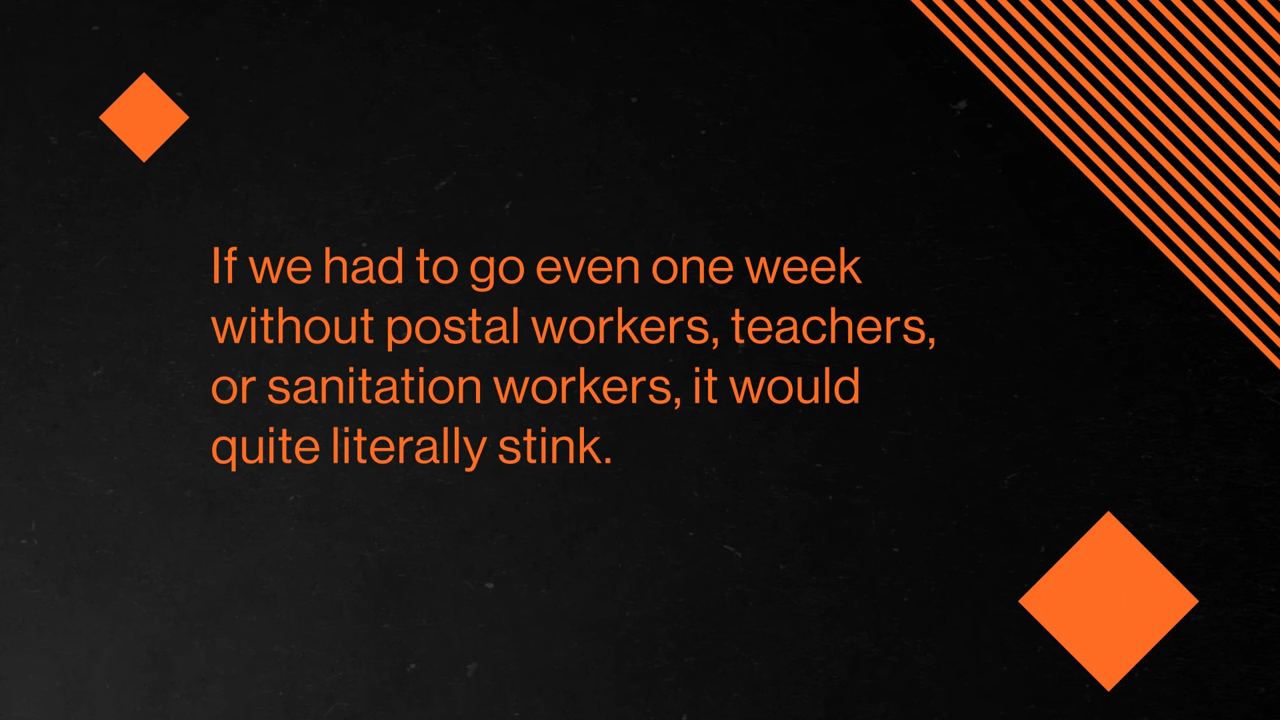 If we had to go even one week
without postal workers, teachers,
or sanitation workers, it would
quite literally stink.